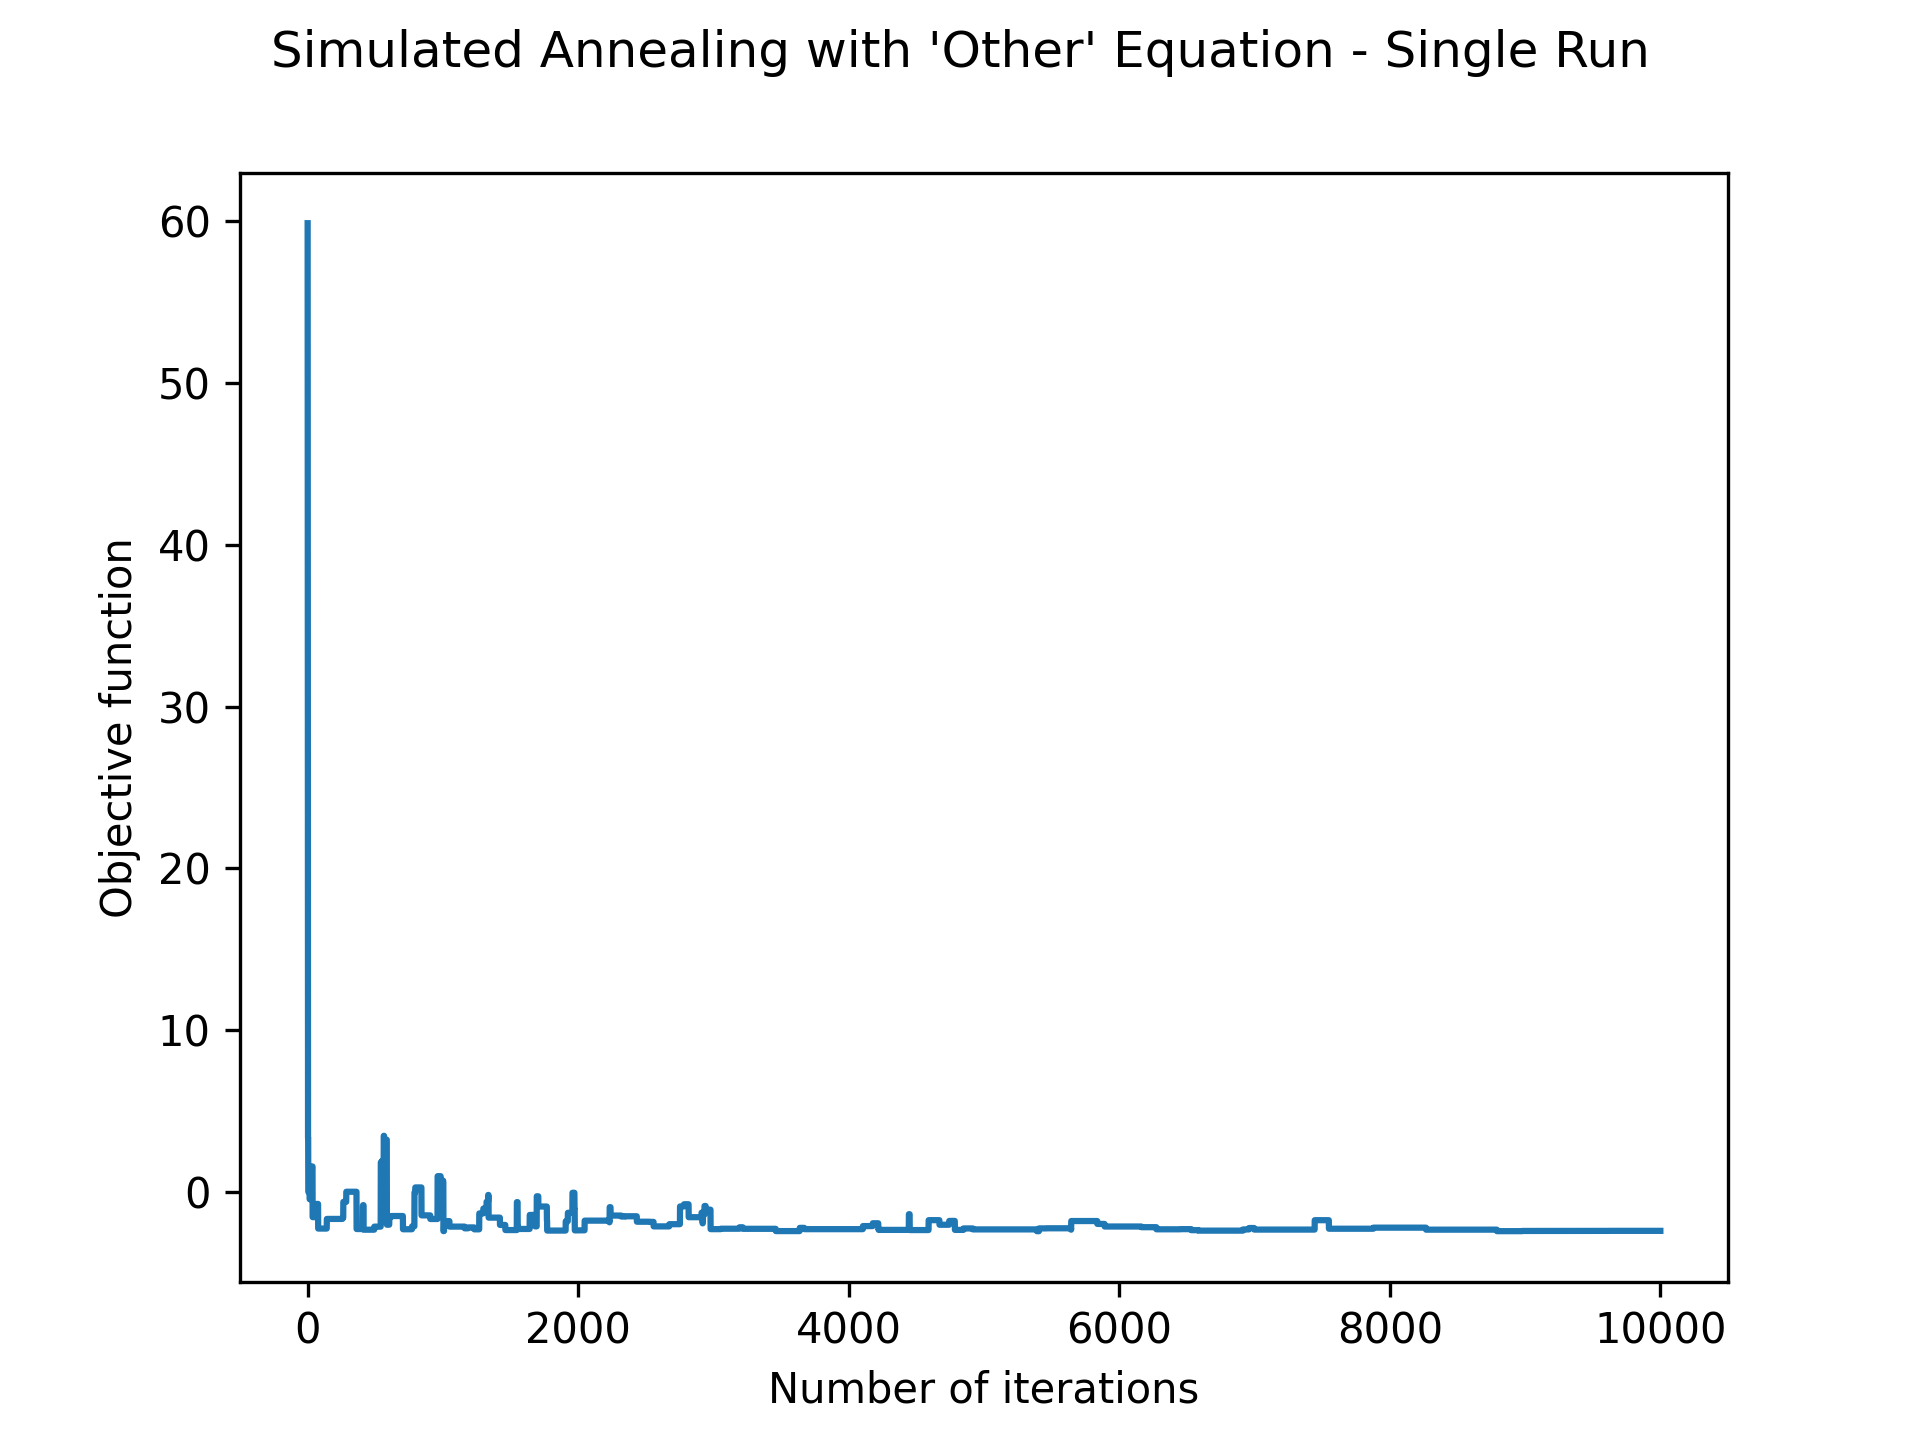 Simulated Annealing with 'Other' Equation - Single Run
60
50
40
30
20
10
0
Objective function
0 2000 4000 6000 8000 10000
Number of iterations